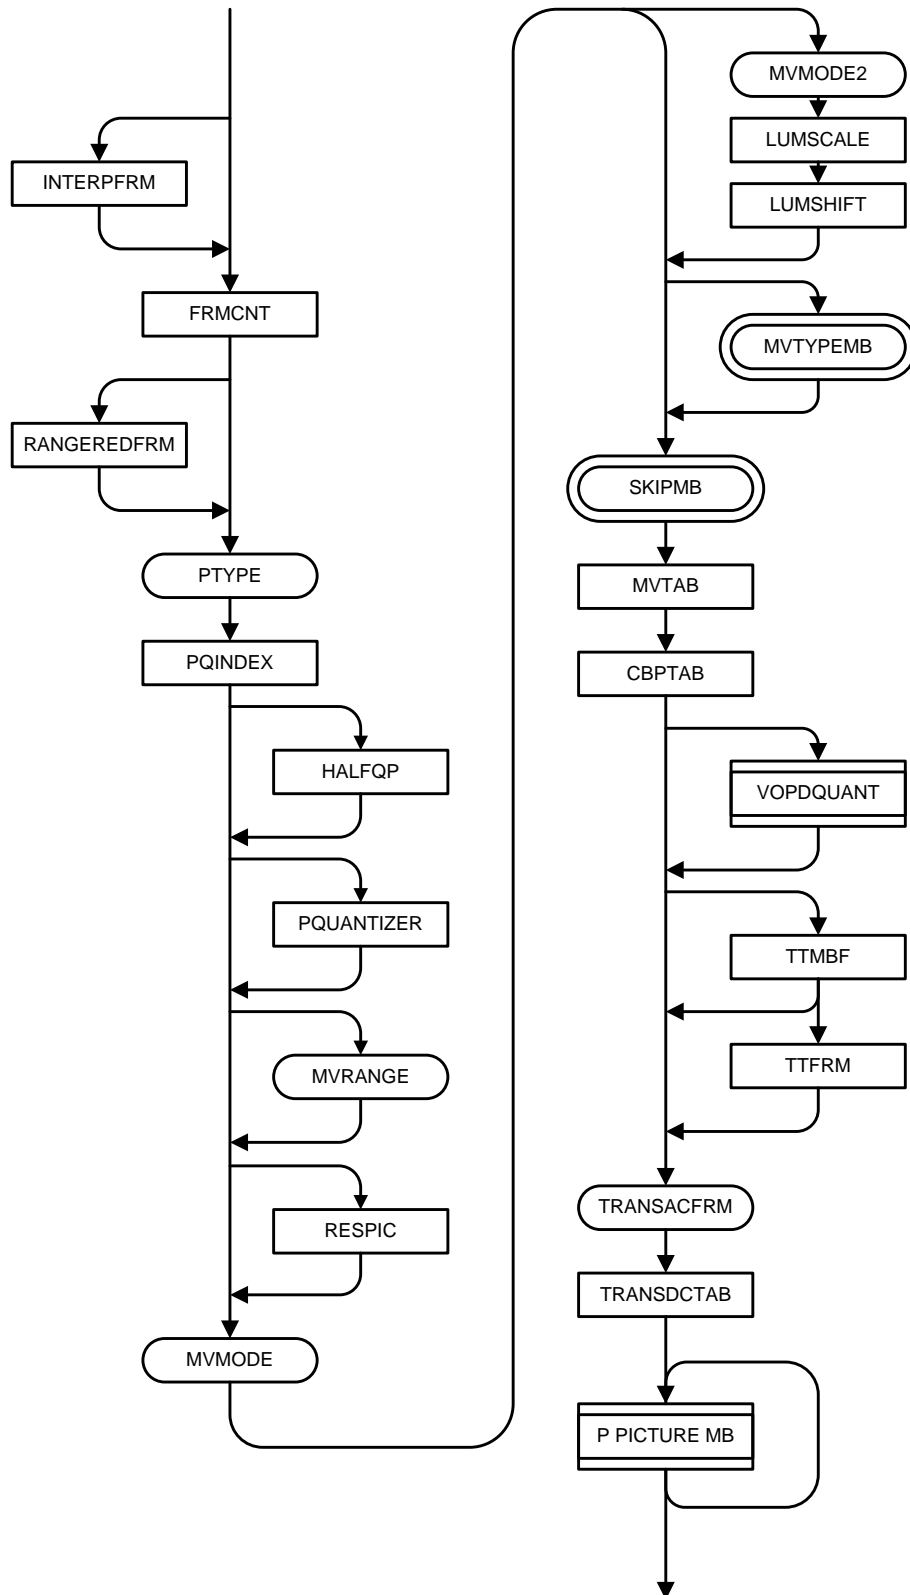 INTERPFRM
FRMCNT
RANGEREDFRM
PTYPE
PQINDEX
HALFQP
PQUANTIZER
MVRANGE
RESPIC
MVMODE
MVMODE2
LUMSCALE
LUMSHIFT
MVTYPEMB
SKIPMB
MVTAB
CBPTAB
VOPDQUANT
TTMBF
TTFRM
TRANSACFRM
TRANSDCTAB
P PICTURE MB